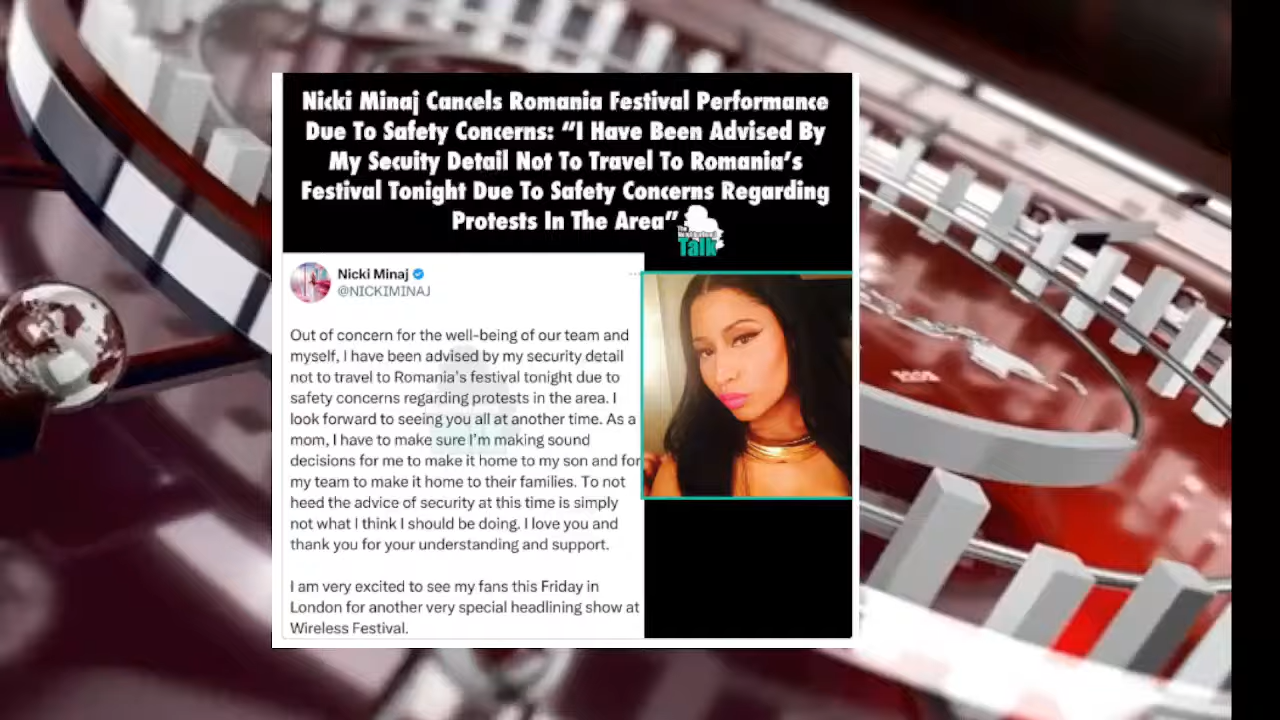 Nicki Minaj Cancels Romania Festival Performance
Due To Safety Concerns: “I Have Been Advised By
My Secuity Detail Not To Travel To Romania’s
Festival Tonight Due To Safety Concerns Regarding
Protests In The Area”
The
Talk
Nicki Minaj
@NICKIMINAJ
Out of concern for the well-being of our team and
myself, I have been advised by my security detail
not to travel to Romania's festival tonight due to
safety concerns regarding protests in the area. I
look forward to seeing you all at another time. As a
mom, I have to make sure I'm making sound
decisions for me to make it home to my son and for
my team to make it home to their families. To not
heed the advice of security at this time is simply
not what I think I should be doing. I love you and
thank you for your understanding and support.
I am very excited to see my fans this Friday in
London for another very special headlining show at
Wireless Festival.